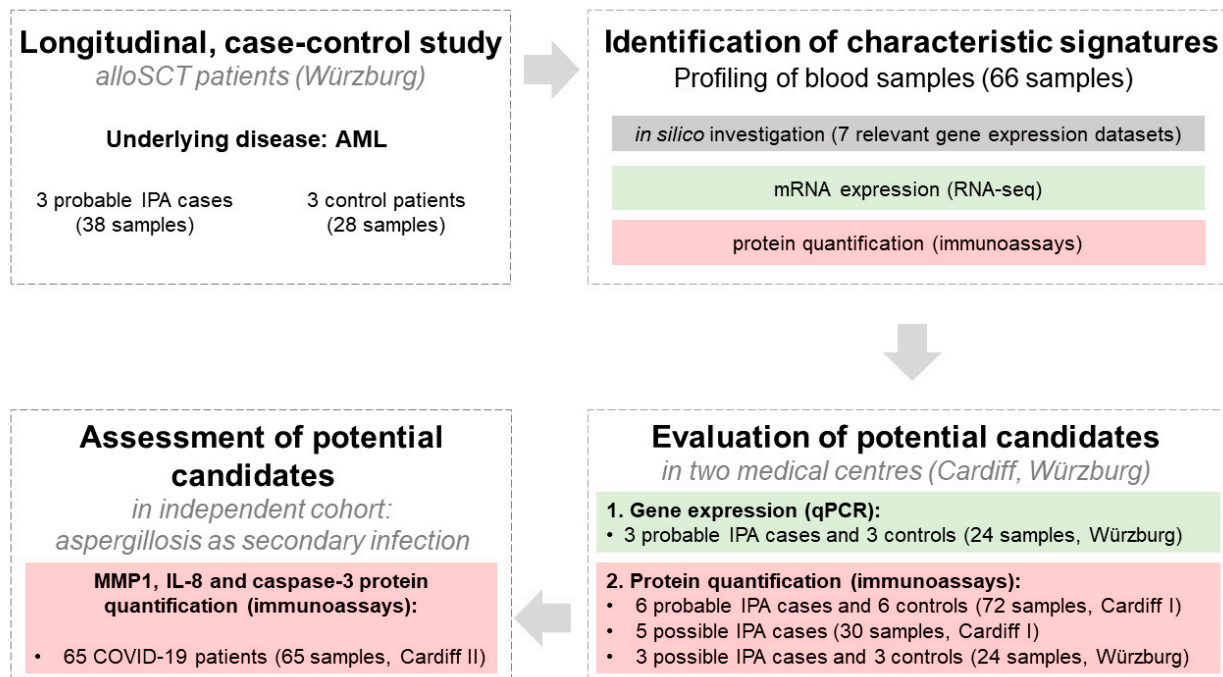 Longitudinal, case-control study
alloSCT patients (Würzburg)
Underlying disease: AML
3 probable IPA cases
(38 samples)
3 control patients
(28 samples)
Identification of characteristic signatures
Profiling of blood samples (66 samples)
in silico investigation (7 relevant gene expression datasets)
mRNA expression (RNA-seq)
protein quantification (immunoassays)
Evaluation of potential candidates
in two medical centres (Cardiff, Würzburg)
1. Gene expression (qPCR):
• 3 probable IPA cases and 3 controls (24 samples, Würzburg)
2. Protein quantification (immunoassays):
• 6 probable IPA cases and 6 controls (72 samples, Cardiff I)
• 5 possible IPA cases (30 samples, Cardiff I)
• 3 possible IPA cases and 3 controls (24 samples, Würzburg)
Assessment of potential
candidates
in independent cohort:
aspergillosis as secondary infection
MMP1, IL-8 and caspase-3 protein
quantification (immunoassays):
• 65 COVID-19 patients (65 samples, Cardiff II)